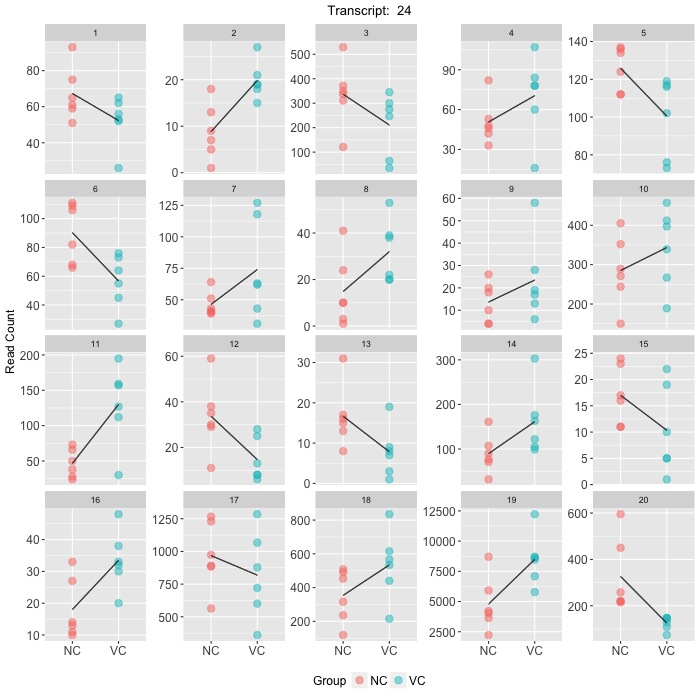 Transcript: 24
1 2 3 4 5
80 60 40
20 10 0
500 400 300 200 100
90 60 30
140 120 100 80
6 7 8 9 10
100 80 60 40
125 100 75 50
40 20 0
60 50 40 30 20 10
400 300 200
Read Count
11 12 13 14 15
200 150 100 50
60 40 20
30 20 10 0
300 200 100
25 20 15 10 5 0
16 17 18 19 20
40 30 20 10
1250 1000 750 500
800 600 400 200
12500 10000 7500 5000 2500
600 400 200
NC VC NC VC NC VC NC VC NC VC
Group NC VC